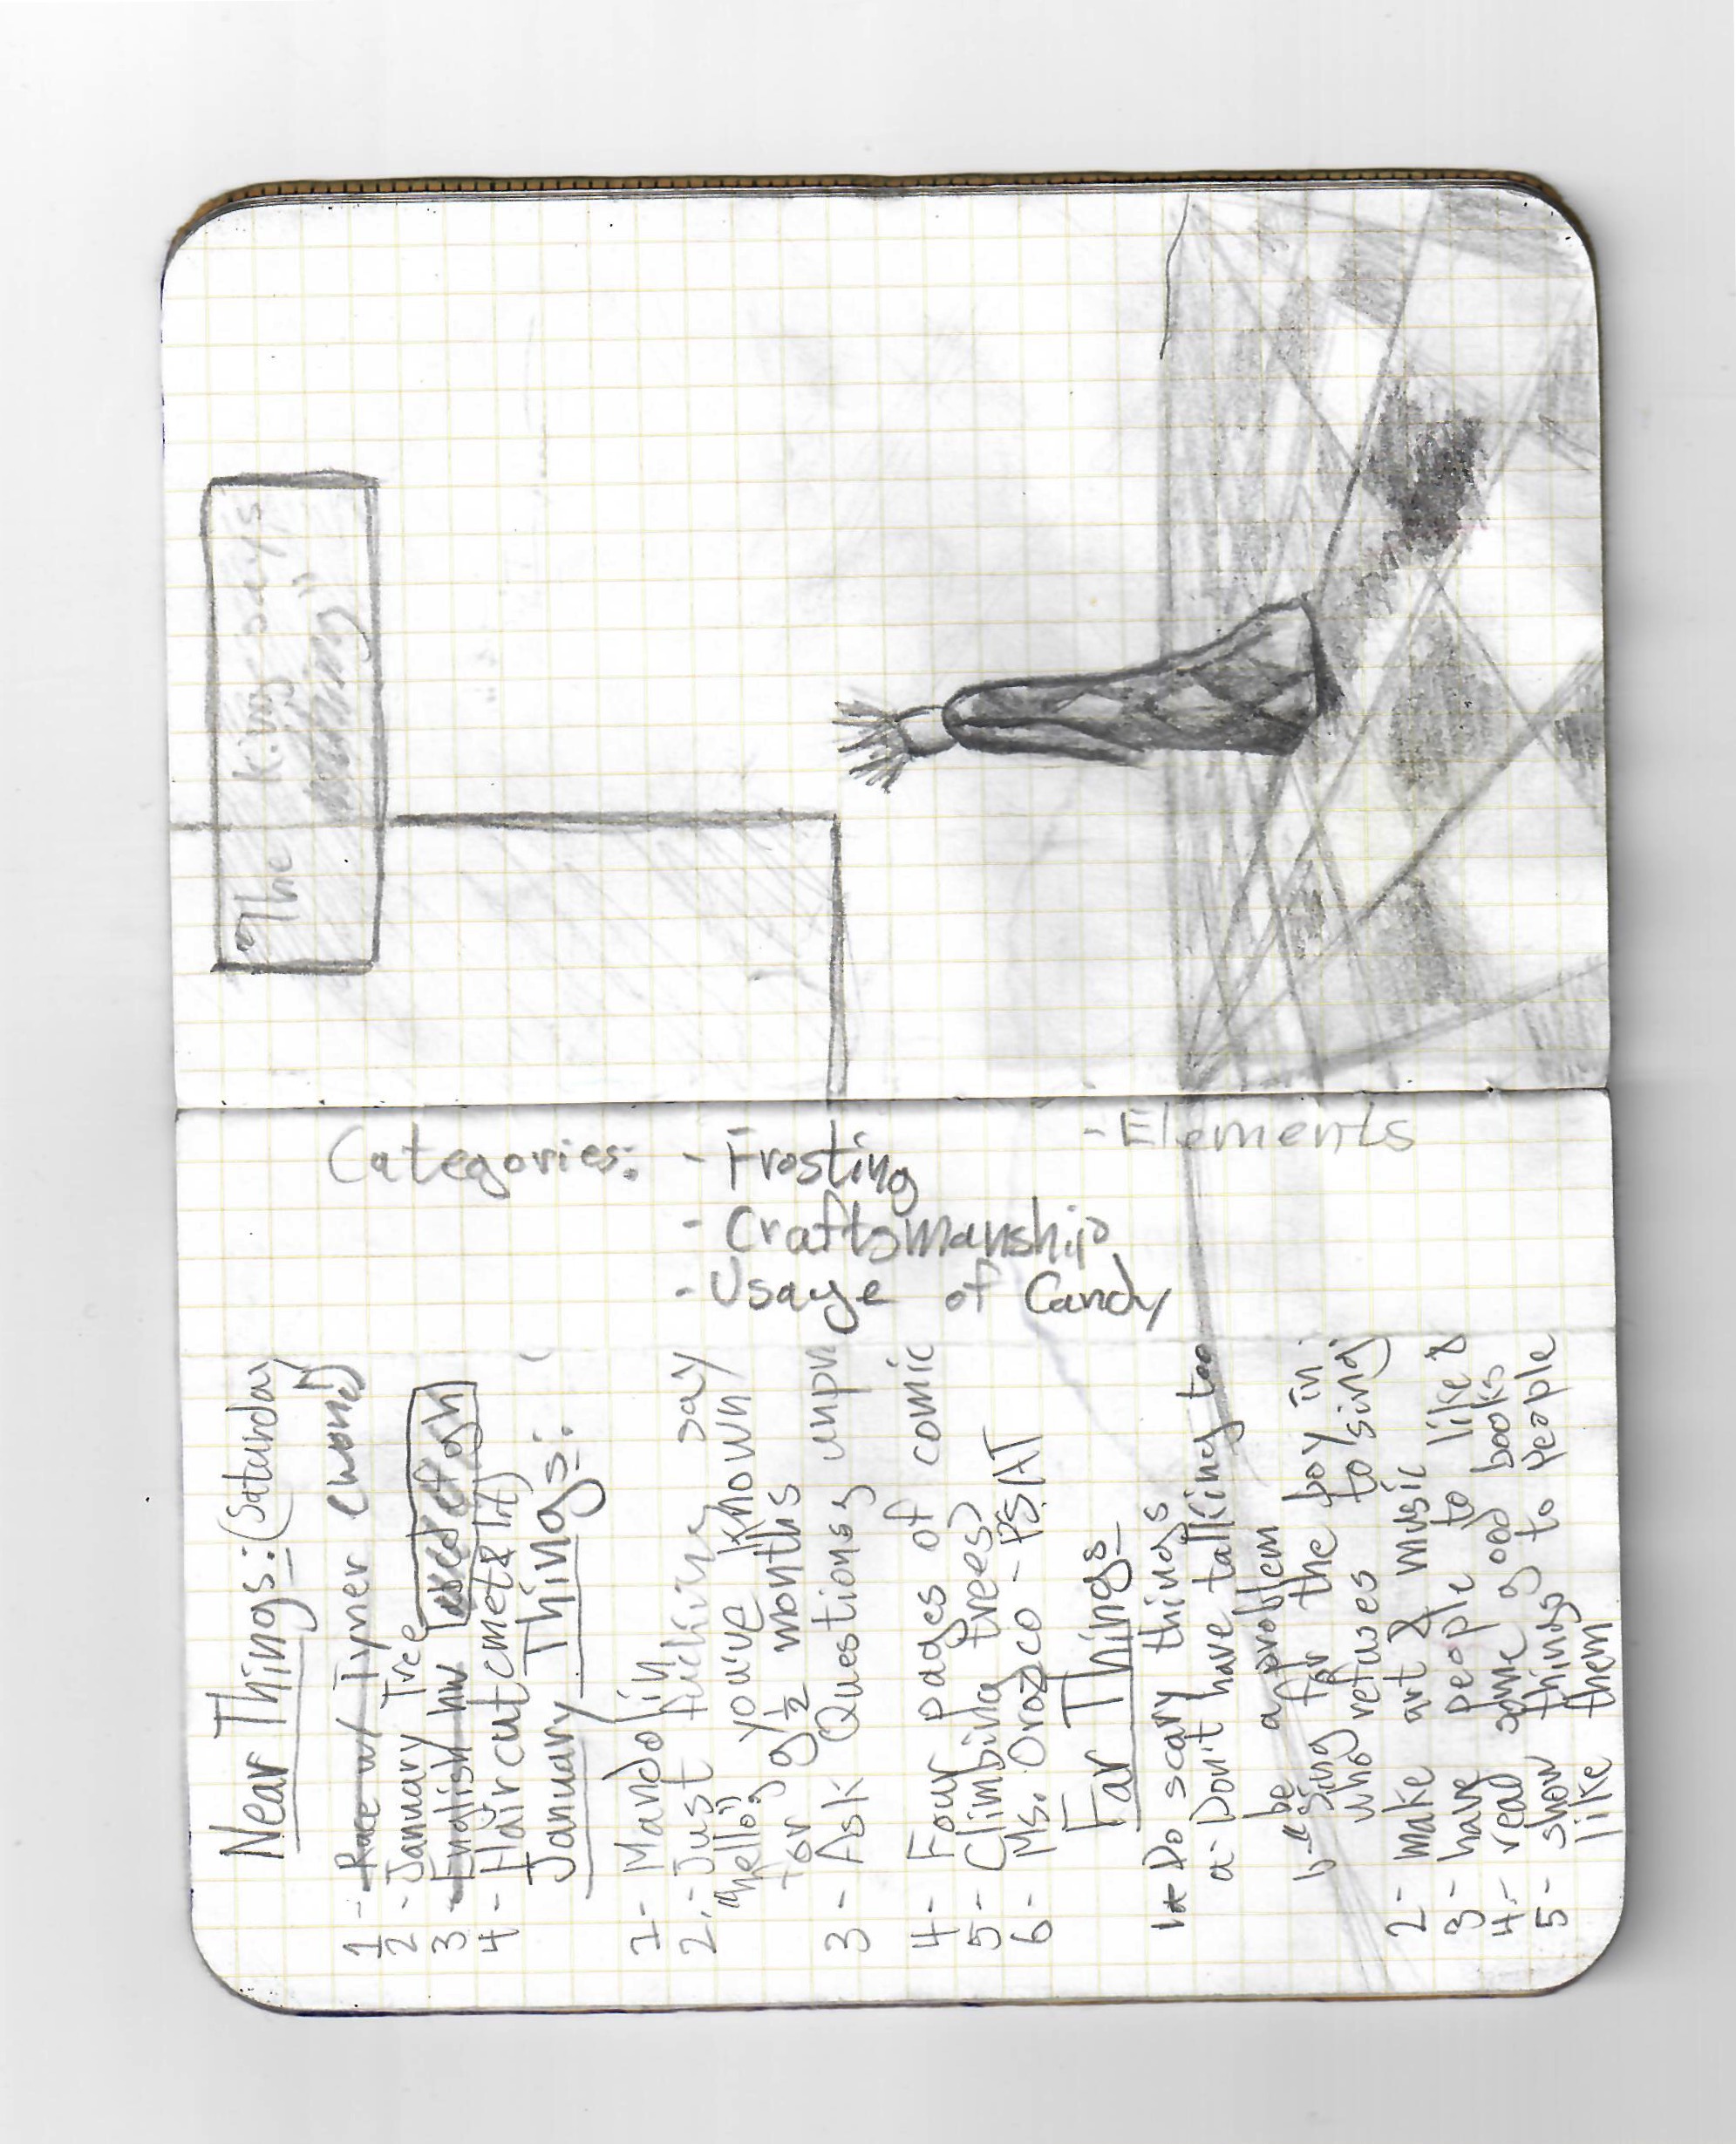 Near Things: (Saturday)
1 - Race w/ Tyner (won!)
2 - January Tree
3 - English hw abcdefgh
4 - Haircut (met & lit)
January Things:
1 - Mandolin
2. - Just fucking say
"hello", you've known
for 9 ½ months
3 - Ask Questions,
4 - Four pages of comic
5 - Climbing trees
6 - Ms. Orozco - PSAT
Far Things
1 - Do scary things
a - Don't have talking too
be a problem
b - "Sing for the boy in
who refuses to sing"
2 - make art & music
3 - have people to like &
4 - read some good books
5 - show things to people
like them
Categories:
- Frosting
- Craftsmanship
- Usage of Candy
- Elements
"The king says
nothing"